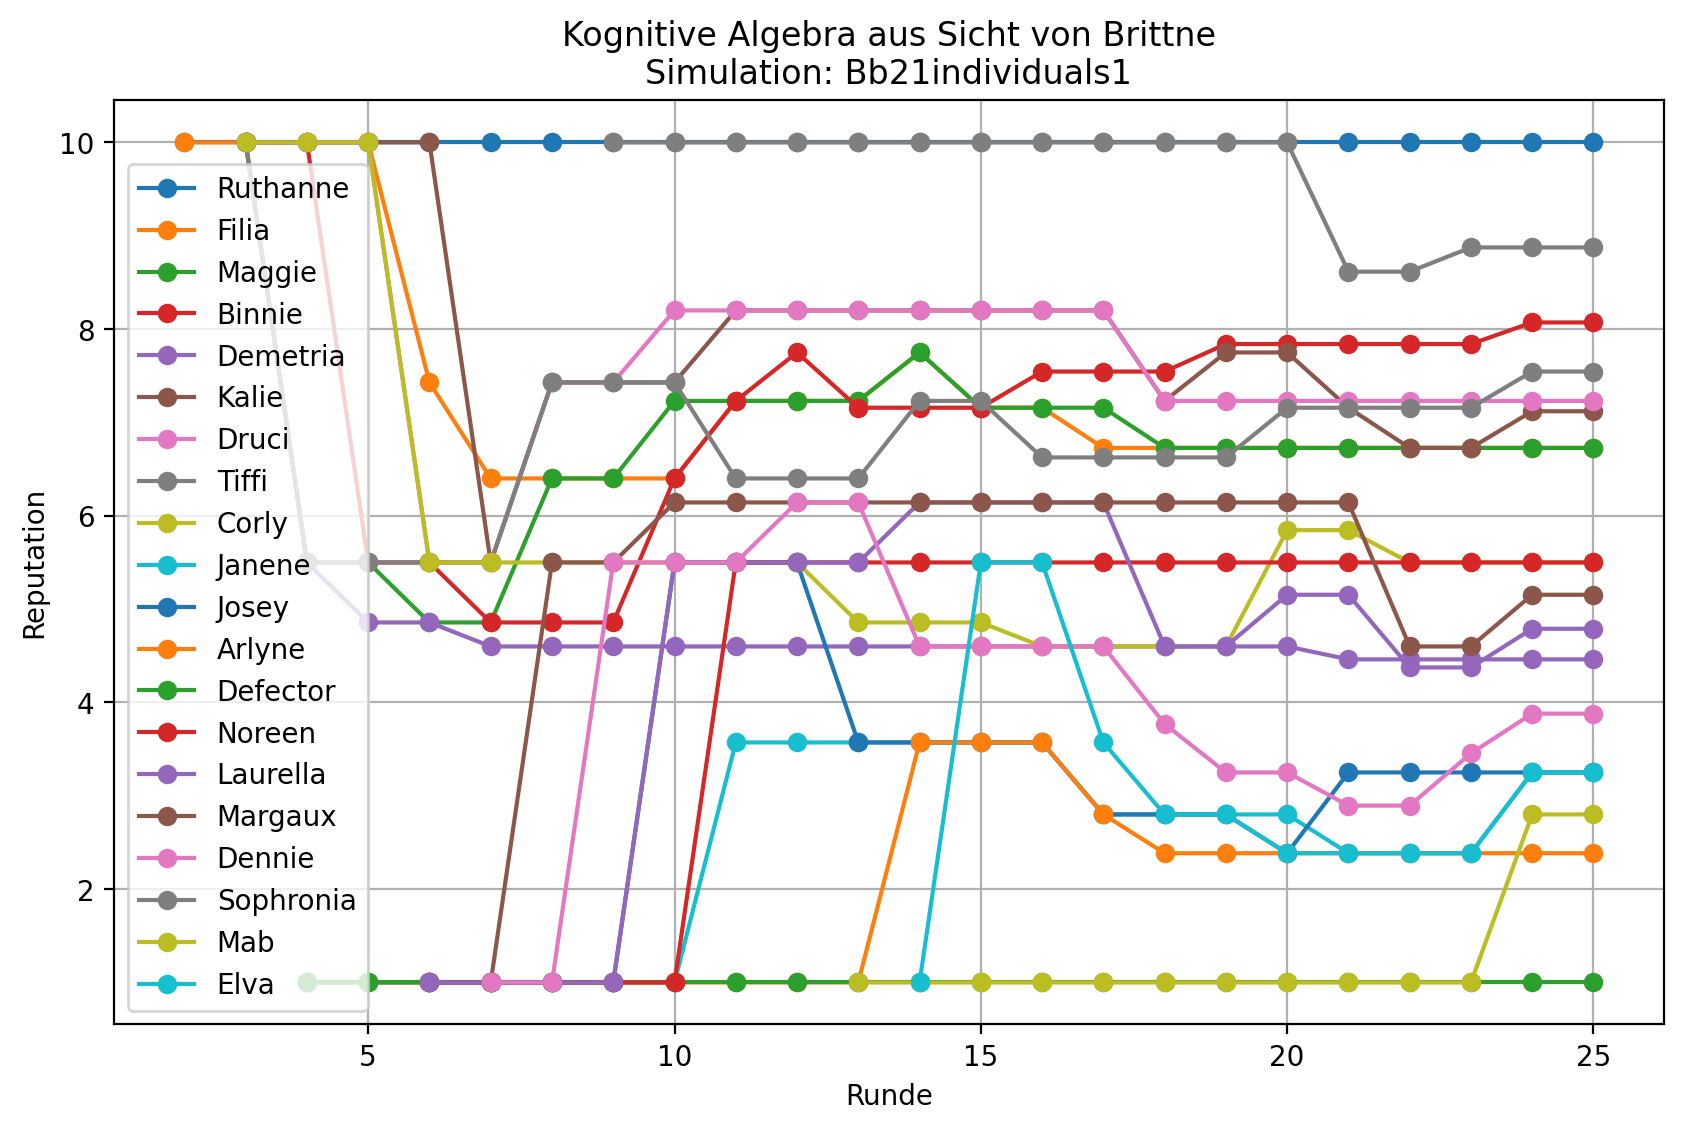 Kognitive Algebra aus Sicht von Brittne
Simulation: Bb21individuals1
Reputation
10
8
6
4
2
Ruthanne
Filia
Maggie
Binnie
Demetria
Kalie
Druci
Tiffi
Corly
Janene
Josey
Arlyne
Defector
Noreen
Laurella
Margaux
Dennie
Sophronia
Mab
Elva
5
10
15
20
25
Runde